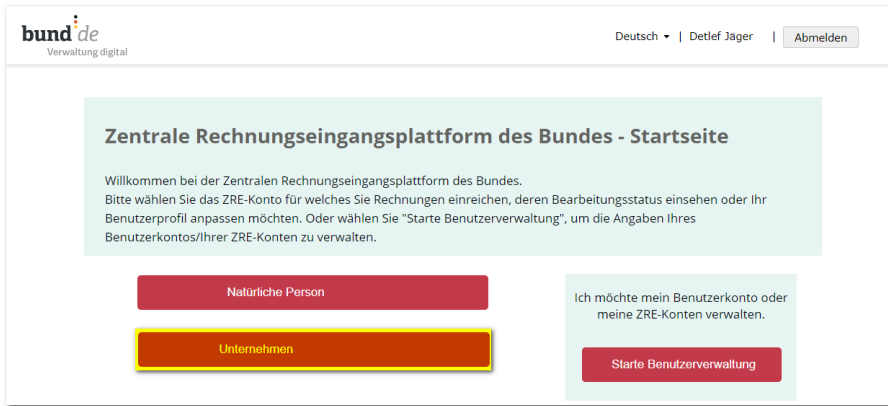 bund.de
Verwaltung digital
Deutsch | Detlef Jäger | Abmelden
Zentrale Rechnungseingangsplattform des Bundes - Startseite
Willkommen bei der Zentralen Rechnungseingangsplattform des Bundes.
Bitte wählen Sie das ZRE-Konto für welches Sie Rechnungen einreichen, deren Bearbeitungsstatus einsehen oder Ihr
Benutzerprofil anpassen möchten. Oder wählen Sie "Starte Benutzerverwaltung", um die Angaben Ihres
Benutzerkontos/Ihrer ZRE-Konten zu verwalten.
Natürliche Person
Unternehmen
Ich möchte mein Benutzerkonto oder
meine ZRE-Konten verwalten.
Starte Benutzerverwaltung